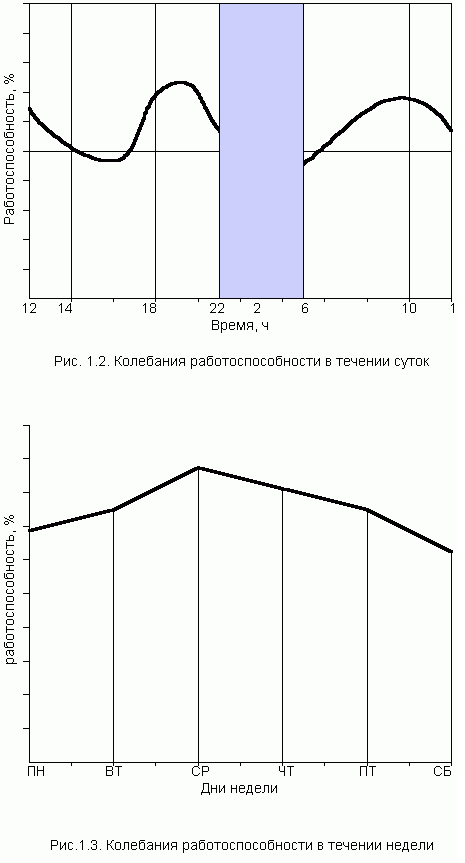 Работоспособность, %
12 14 18 22 2 6 10 1
Время, ч
Рис. 1.2. Колебания работоспособности в течении суток
работоспособность, %
ПН ВТ СР ЧТ ПТ СБ
Дни недели
Рис.1.3. Колебания работоспособности в течении недели